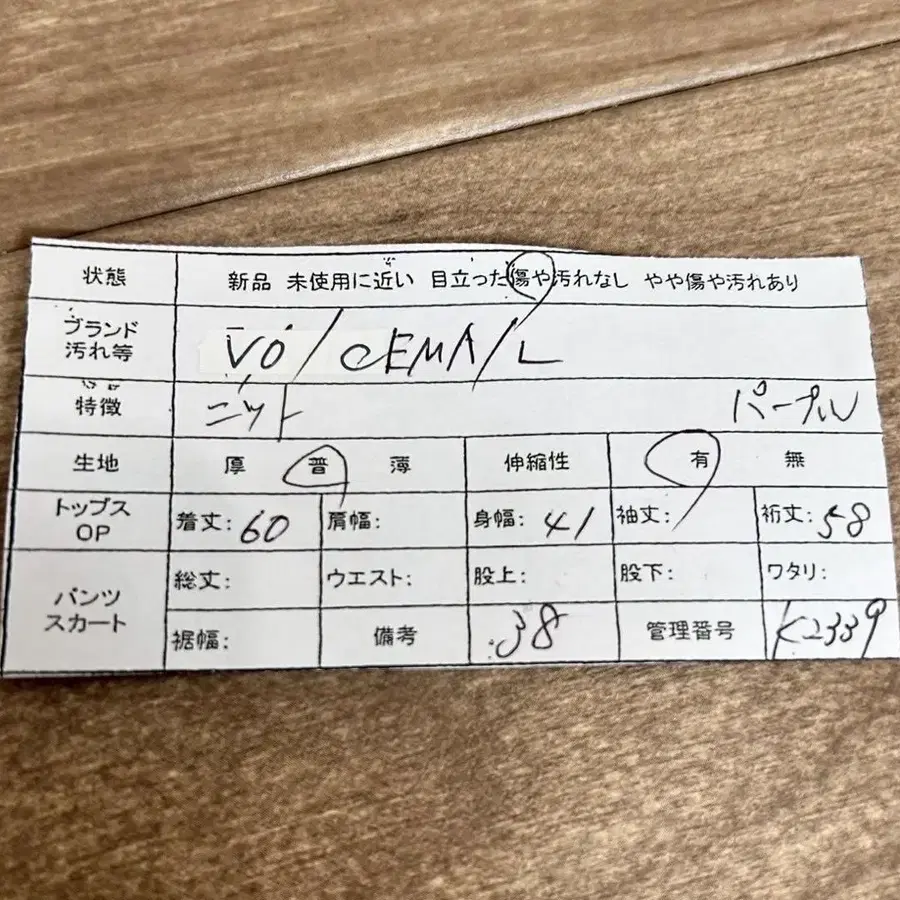 状態 新品 未使用に近い 目立った傷や汚れなし やや傷や汚れあり
ブランド
汚れ等 VO/CEMA/L
特徴 ニット パープル
生地 厚 普 薄 伸縮性 有 無
トップス
OP 着丈: 60 肩幅: 身幅: 41 袖丈: 裄丈: 58
パンツ
スカート 総丈: ウエスト: 股上: 股下: ワタリ:
裾幅: 備考 38 管理番号 K2339